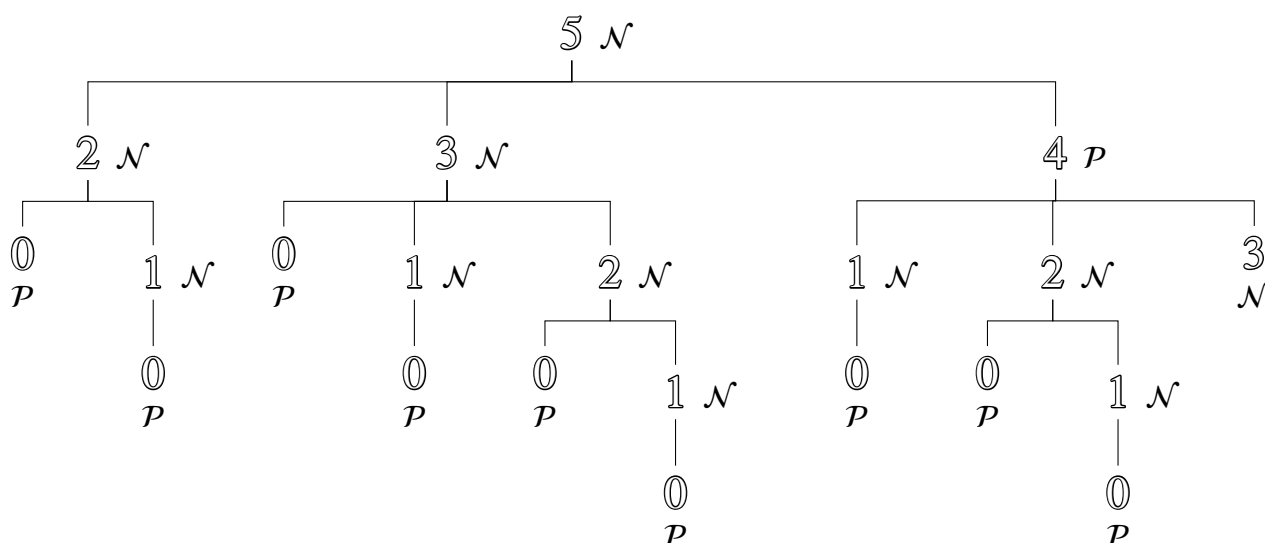 5 𝒩
2 𝒩 3 𝒩 4 𝒫
0 1 𝒩 0 1 𝒩 2 𝒩 1 𝒩 2 𝒩 3
𝒫 𝒫 𝒩
0 0 0 1 𝒩 0 0 1 𝒩
𝒫 𝒫 𝒫 𝒫 𝒫
0 0
𝒫 𝒫